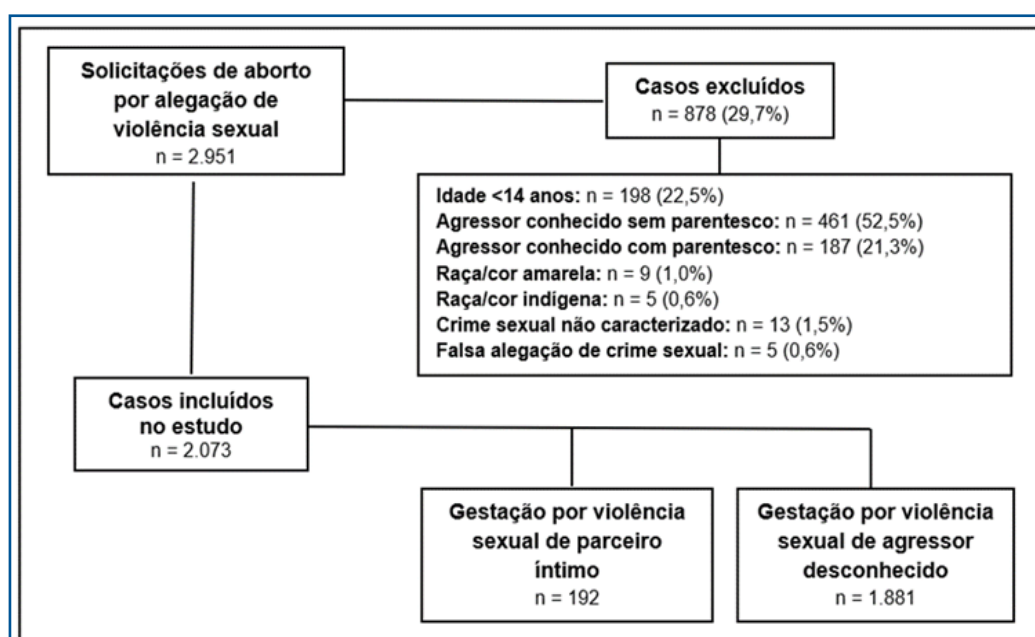 Solicitações de aborto
por alegação de
violência sexual
n = 2.951
Casos excluídos
n = 878 (29,7%)
Idade <14 anos: n = 198 (22,5%)
Agressor conhecido sem parentesco: n = 461 (52,5%)
Agressor conhecido com parentesco: n = 187 (21,3%)
Raça/cor amarela: n = 9 (1,0%)
Raça/cor indígena: n = 5 (0,6%)
Crime sexual não caracterizado: n = 13 (1,5%)
Falsa alegação de crime sexual: n = 5 (0,6%)
Casos incluídos
no estudo
n = 2.073
Gestação por violência
sexual de parceiro
íntimo
n = 192
Gestação por violência
sexual de agressor
desconhecido
n = 1.881